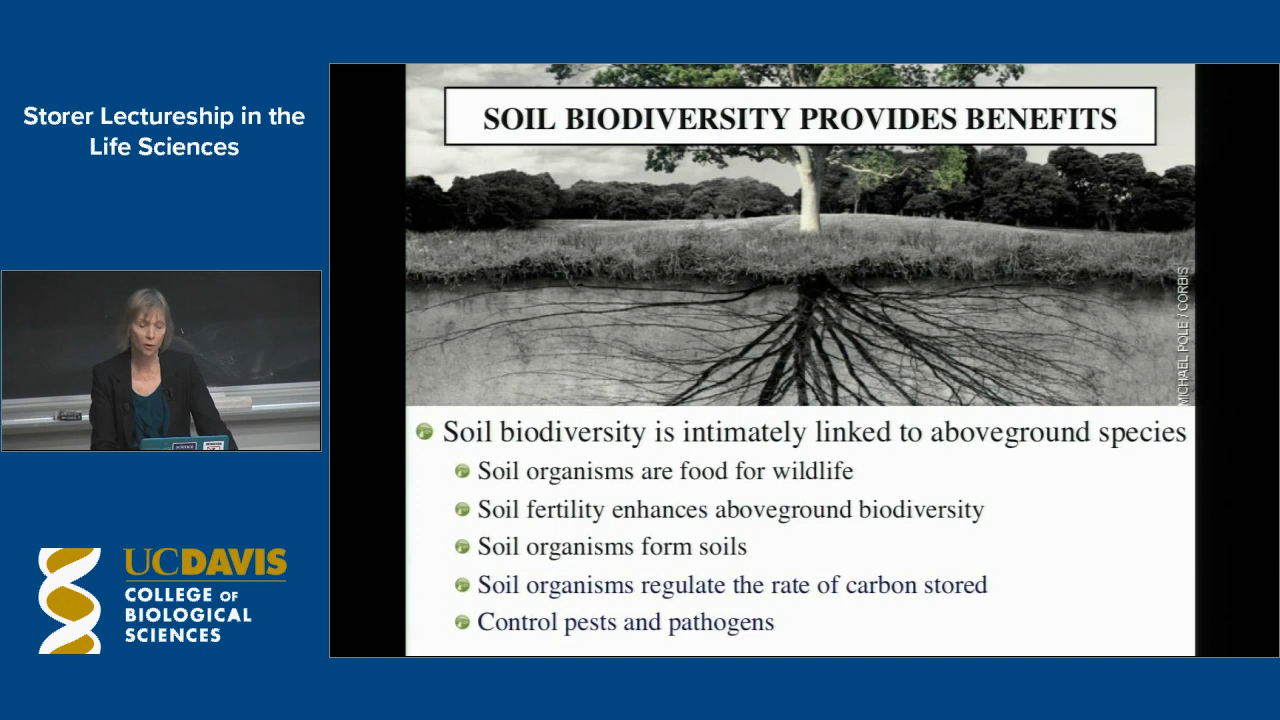 Storer Lectureship in the
Life Sciences
UCDAVIS
COLLEGE OF
BIOLOGICAL
SCIENCES
SOIL BIODIVERSITY PROVIDES BENEFITS
MICHAEL POLE / CORBIS
Soil biodiversity is intimately linked to aboveground species
Soil organisms are food for wildlife
Soil fertility enhances aboveground biodiversity
Soil organisms form soils
Soil organisms regulate the rate of carbon stored
Control pests and pathogens